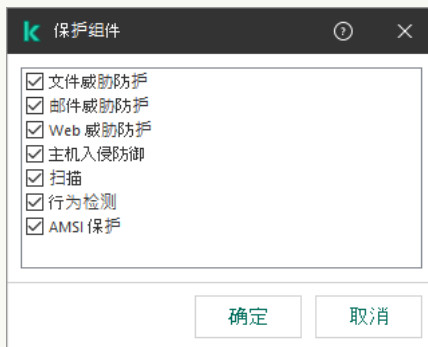 保护组件
文件威胁防护
邮件威胁防护
Web 威胁防护
主机入侵防御
扫描
行为检测
AMSI 保护
确定
取消